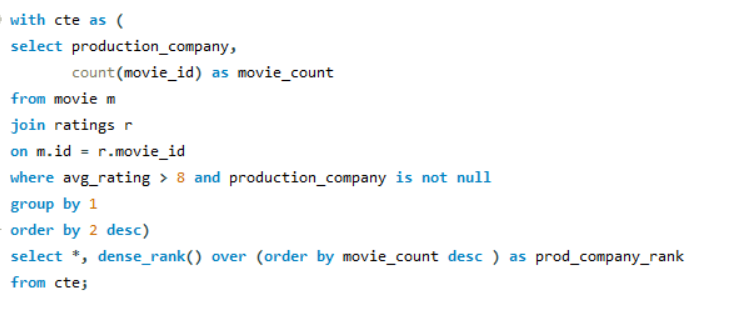 with cte as (
select production_company,
count(movie_id) as movie_count
from movie m
join ratings r
on m.id = r.movie_id
where avg_rating > 8 and production_company is not null
group by 1
order by 2 desc)
select *, dense_rank() over (order by movie_count desc ) as prod_company_rank
from cte;